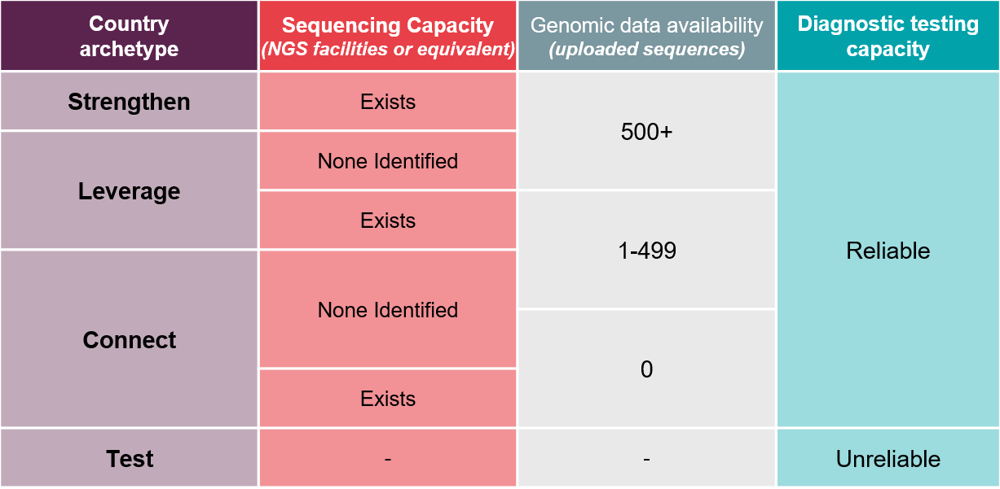 Country
archetype
Sequencing Capacity
(NGS facilities or equivalent)
Genomic data availability
(uploaded sequences)
Diagnostic testing
capacity
Strengthen
Exists
500+
Reliable
Leverage
None Identified
Exists
1-499
Connect
None Identified
0
Exists
Test
-
-
Unreliable